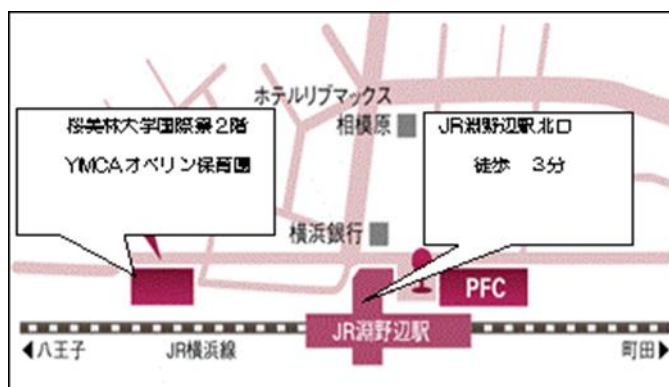 ホテルリブマックス
相模原
桜美林大学国際寮2階
YMCAオベリン保育園
JR淵野辺駅北口
徒歩 3分
横浜銀行
PFC
JR淵野辺駅
◀八王子
JR横浜線
町田▶